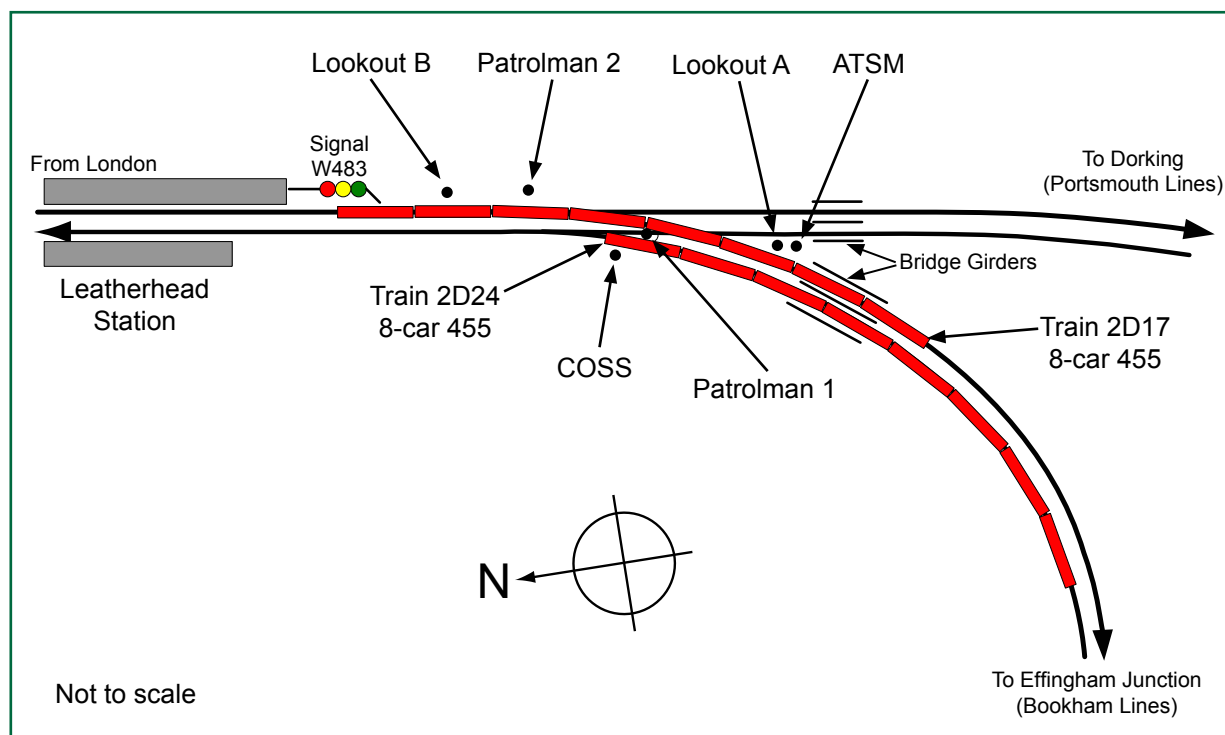 Lookout B
Patrolman 2
Lookout A
ATSM
Signal
W483
From London
To Dorking
(Portsmouth Lines)
Bridge Girders
Leatherhead
Station
Train 2D24
8-car 455
COSS
Patrolman 1
Train 2D17
8-car 455
N
To Effingham Junction
(Bookham Lines)
Not to scale